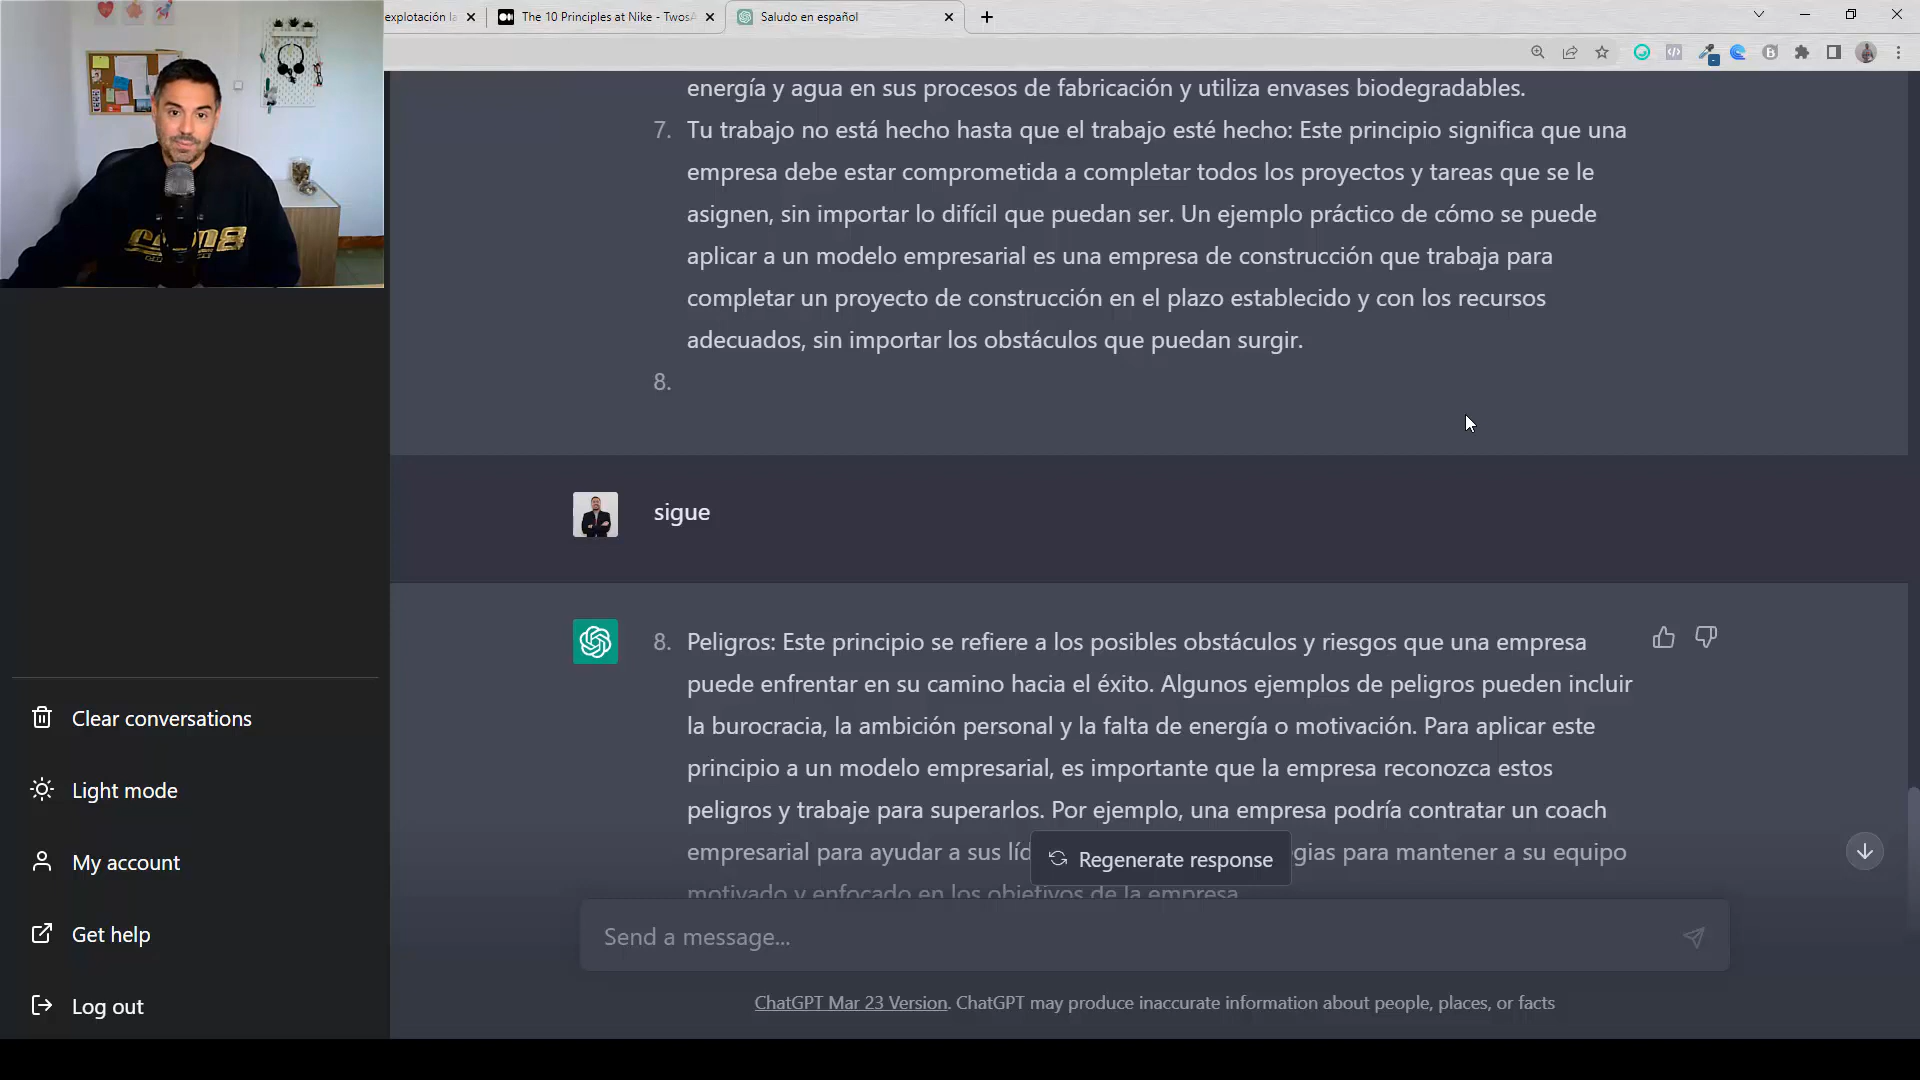 explotación la
The 10 Principles at Nike - TwosA
Saludo en español
energía y agua en sus procesos de fabricación y utiliza envases biodegradables.
7. Tu trabajo no está hecho hasta que el trabajo esté hecho: Este principio significa que una
empresa debe estar comprometida a completar todos los proyectos y tareas que se le
asignen, sin importar lo difícil que puedan ser. Un ejemplo práctico de cómo se puede
aplicar a un modelo empresarial es una empresa de construcción que trabaja para
completar un proyecto de construcción en el plazo establecido y con los recursos
adecuados, sin importar los obstáculos que puedan surgir.
8.
sigue
8. Peligros: Este principio se refiere a los posibles obstáculos y riesgos que una empresa
puede enfrentar en su camino hacia el éxito. Algunos ejemplos de peligros pueden incluir
la burocracia, la ambición personal y la falta de energía o motivación. Para aplicar este
principio a un modelo empresarial, es importante que la empresa reconozca estos
peligros y trabaje para superarlos. Por ejemplo, una empresa podría contratar un coach
empresarial para ayudar a sus líd
egias para mantener a su equipo
motivado y enfocado en los objetivos de la empresa.
Regenerate response
Send a message...
ChatGPT Mar 23 Version. ChatGPT may produce inaccurate information about people, places, or facts
Clear conversations
Light mode
My account
Get help
Log out